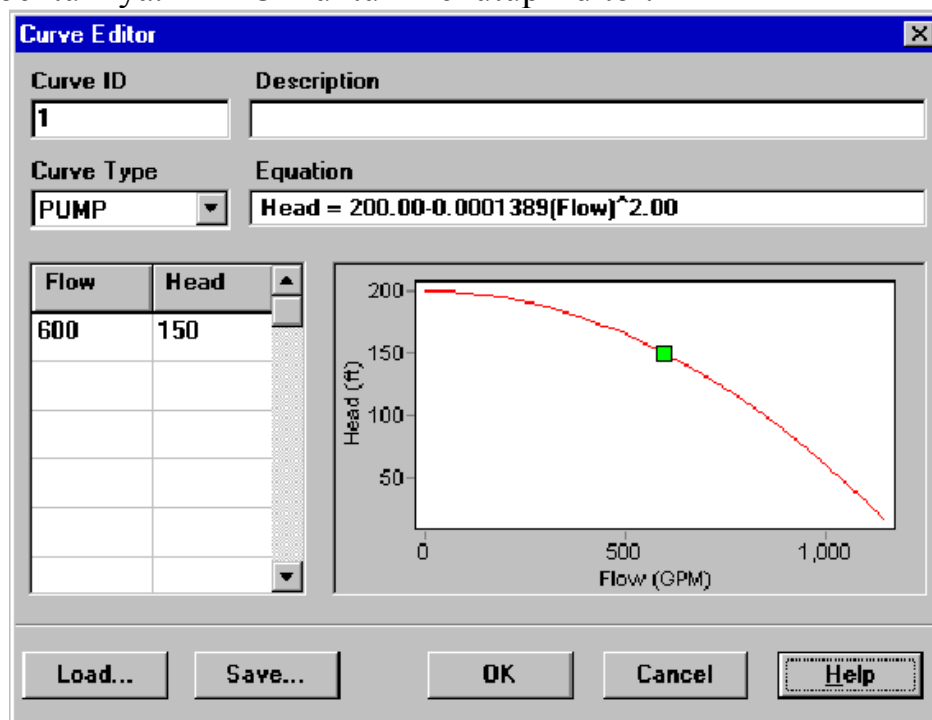 Curve Editor
Curve ID Description
1
Curve Type Equation
PUMP Head = 200.00-0.0001389(Flow)^2.00
Flow Head
600 150
200
150
100
50
Head (ft)
0 500 1,000
Flow (GPM)
Load... Save... OK Cancel Help